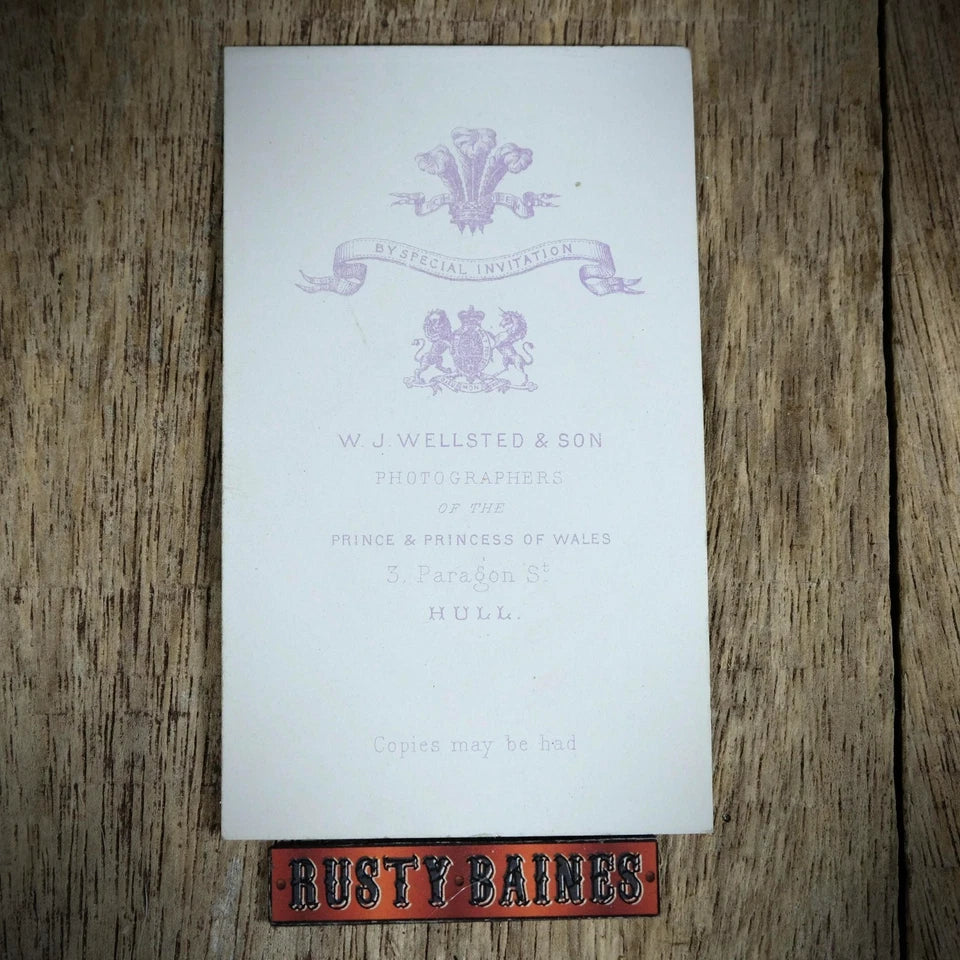 BY SPECIAL INVITATION
W. J. WELLSTED & SON
PHOTOGRAPHERS
OF THE
PRINCE & PRINCESS OF WALES
3, Paragon St.
HULL.
Copies may be had
RUSTY BAINES